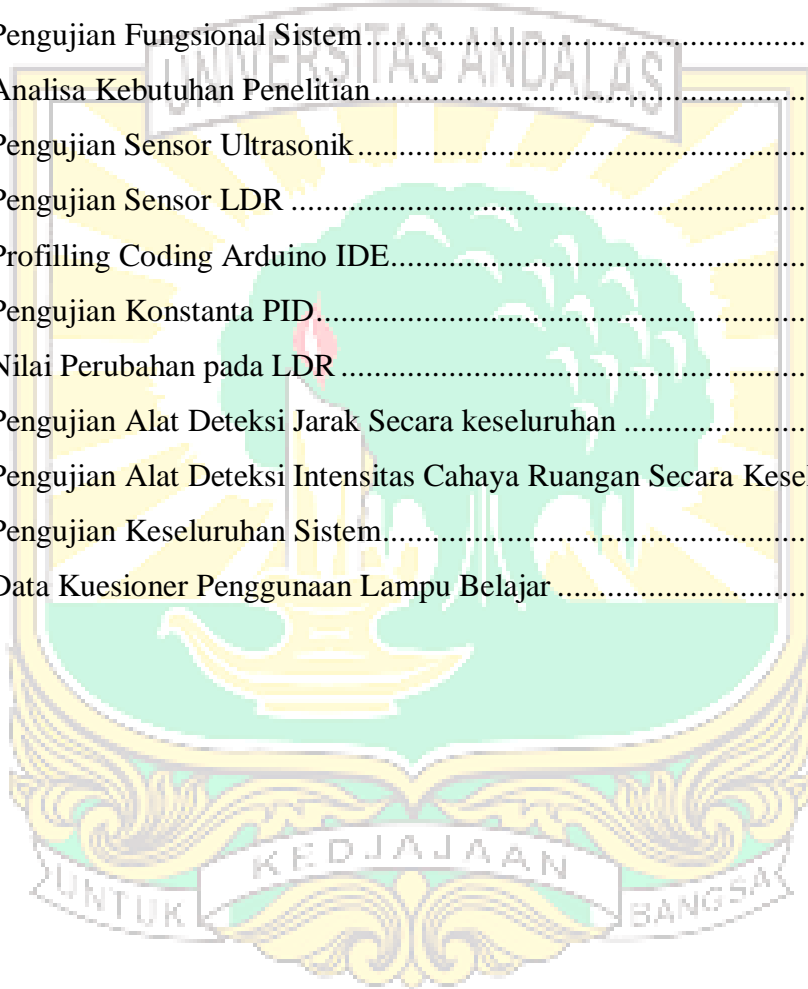 Pengujian Fungsional Sistem................................................
UNIVERSITAS ANDALAS
Analisa Kebutuhan Penelitian................................................
Pengujian Sensor Ultrasonik................................................
Pengujian Sensor LDR ................................................
Profilling Coding Arduino IDE................................................
Pengujian Konstanta PID................................................
Nilai Perubahan pada LDR ................................................
Pengujian Alat Deteksi Jarak Secara keseluruhan ........................
Pengujian Alat Deteksi Intensitas Cahaya Ruangan Secara Kesel
Pengujian Keseluruhan Sistem................................................
Data Kuesioner Penggunaan Lampu Belajar ................................
UNTUK KEDJAJAAN BANGSA